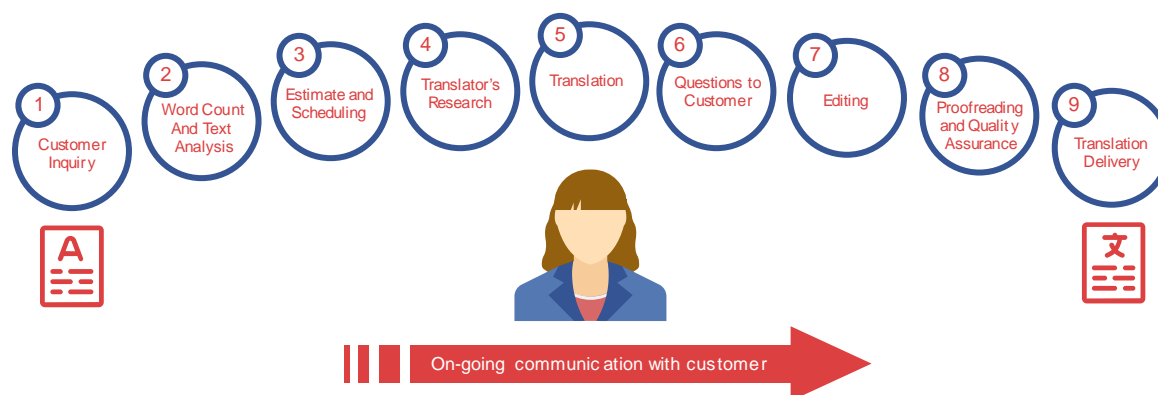 1
Customer
Inquiry
2
Word Count
And Text
Analysis
3
Estimate and
Scheduling
4
Translator's
Research
5
Translation
6
Questions to
Customer
7
Editing
8
Proofreading
and Quality
Assurance
9
Translation
Delivery
A
文
On-going communication with customer